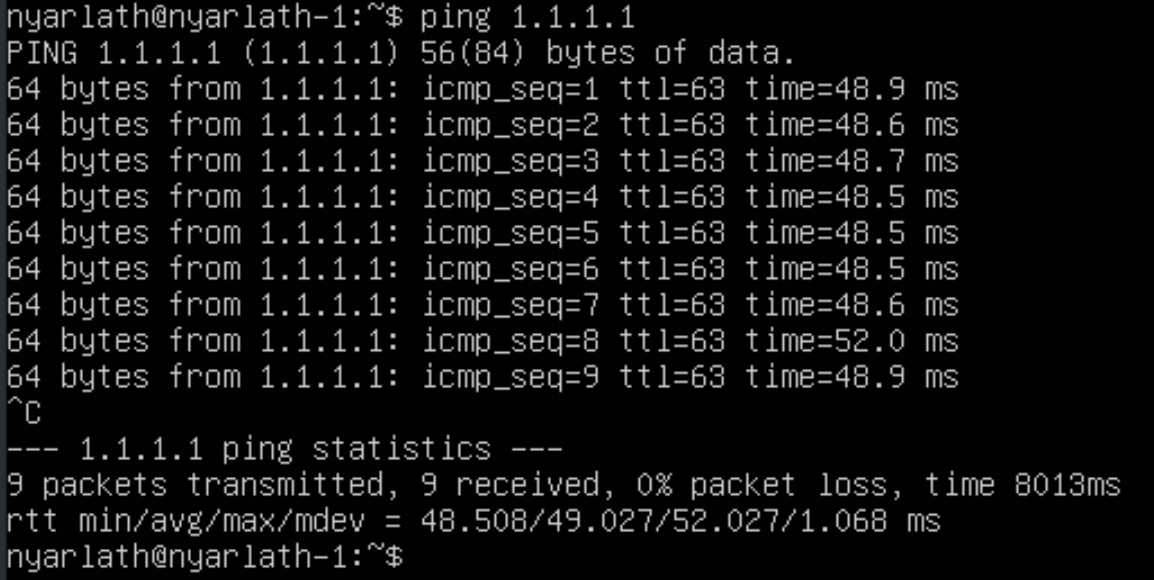 nyarlath@nyarlath-1:~$ ping 1.1.1.1
PING 1.1.1.1 (1.1.1.1) 56(84) bytes of data.
64 bytes from 1.1.1.1: icmp_seq=1 ttl=63 time=48.9 ms
64 bytes from 1.1.1.1: icmp_seq=2 ttl=63 time=48.6 ms
64 bytes from 1.1.1.1: icmp_seq=3 ttl=63 time=48.7 ms
64 bytes from 1.1.1.1: icmp_seq=4 ttl=63 time=48.5 ms
64 bytes from 1.1.1.1: icmp_seq=5 ttl=63 time=48.5 ms
64 bytes from 1.1.1.1: icmp_seq=6 ttl=63 time=48.5 ms
64 bytes from 1.1.1.1: icmp_seq=7 ttl=63 time=48.6 ms
64 bytes from 1.1.1.1: icmp_seq=8 ttl=63 time=52.0 ms
64 bytes from 1.1.1.1: icmp_seq=9 ttl=63 time=48.9 ms
^C
--- 1.1.1.1 ping statistics ---
9 packets transmitted, 9 received, 0% packet loss, time 8013ms
rtt min/avg/max/mdev = 48.508/49.027/52.027/1.068 ms
nyarlath@nyarlath-1:~$